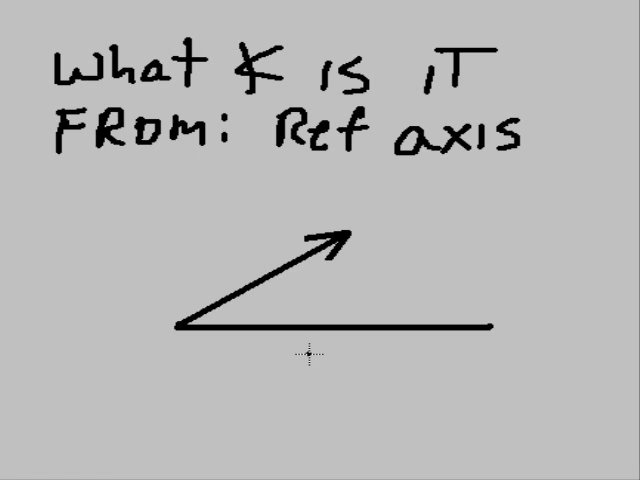 What ∢ is iT
FROM: Ref axis